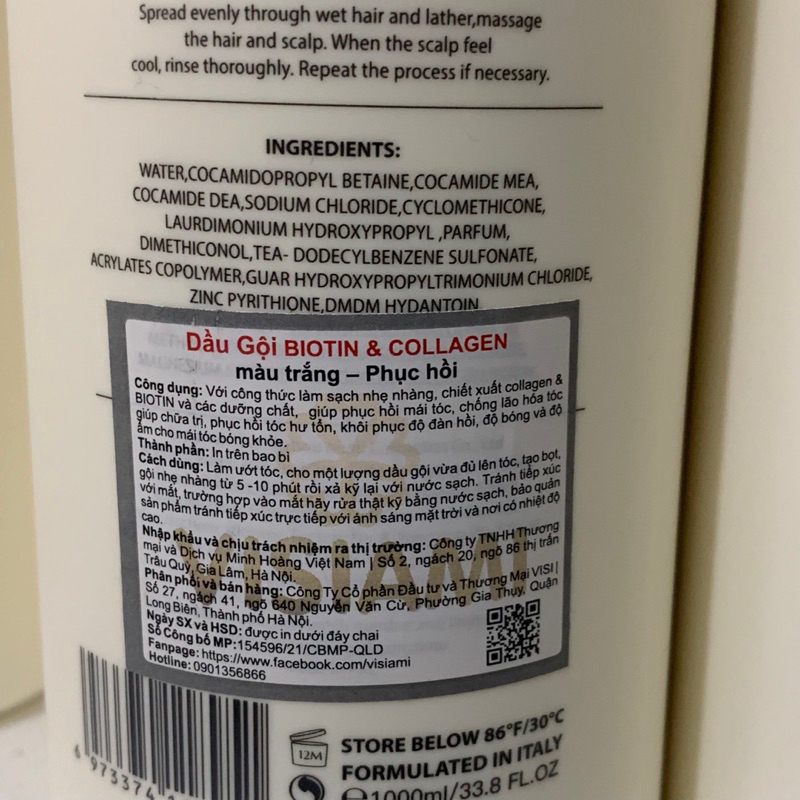 Spread evenly through wet hair and lather,massage
the hair and scalp. When the scalp feel
cool, rinse thoroughly. Repeat the process if necessary.
INGREDIENTS:
WATER,COCAMIDOPROPYL BETAINE,COCAMIDE MEA,
COCAMIDE DEA,SODIUM CHLORIDE,CYCLOMETHICONE,
LAURDIMONIUM HYDROXYPROPYL ,PARFUM,
DIMETHICONOL,TEA- DODECYLBENZENE SULFONATE,
ACRYLATES COPOLYMER,GUAR HYDROXYPROPYLTRIMONIUM CHLORIDE,
ZINC PYRITHIONE,DMDM HYDANTOIN
Dầu Gội BIOTIN & COLLAGEN
màu trắng – Phục hồi
Công dụng: Với công thức làm sạch nhẹ nhàng, chiết xuất collagen &
BIOTIN và các dưỡng chất, giúp phục hồi mái tóc, chống lão hóa tóc
giúp chữa trị, phục hồi tóc hư tổn, khôi phục độ đàn hồi, độ bóng và độ
ẩm cho mái tóc bóng khỏe.
Thành phần: In trên bao bì
Cách dùng: Làm ướt tóc, cho một lượng dầu gội vừa đủ lên tóc, tạo bọt,
gội nhẹ nhàng từ 5 -10 phút rồi xả kỹ lại với nước sạch. Tránh tiếp xúc
với mắt, trường hợp vào mắt hãy rửa thật kỹ bằng nước sạch, bảo quản
sản phẩm tránh tiếp xúc trực tiếp với ánh sáng mặt trời và nơi có nhiệt độ
cao.
Nhập khẩu và chịu trách nhiệm ra thị trường: Công ty TNHH Thương
mại và Dịch vụ Minh Hoàng Việt Nam | Số 2, ngách 20, ngõ 86 thị trấn
Trâu Quỳ, Gia Lâm, Hà Nội.
Phân phối và bán hàng: Công Ty Cổ phần Đầu tư và Thương Mại VISI |
Số 27, ngách 41, ngõ 640 Nguyễn Văn Cừ, Phường Gia Thụy, Quận
Long Biên, Thành phố Hà Nội.
Ngày SX và HSD: được in dưới đáy chai
Số Công bố MP:154596/21/CBMP-QLD
Fanpage: https://www.facebook.com/visiami
Hotline: 0901356866
VISIAMI
6 973374
12M
STORE BELOW 86°F/30°C
FORMULATED IN ITALY
1000ml/33.8 FL.OZ